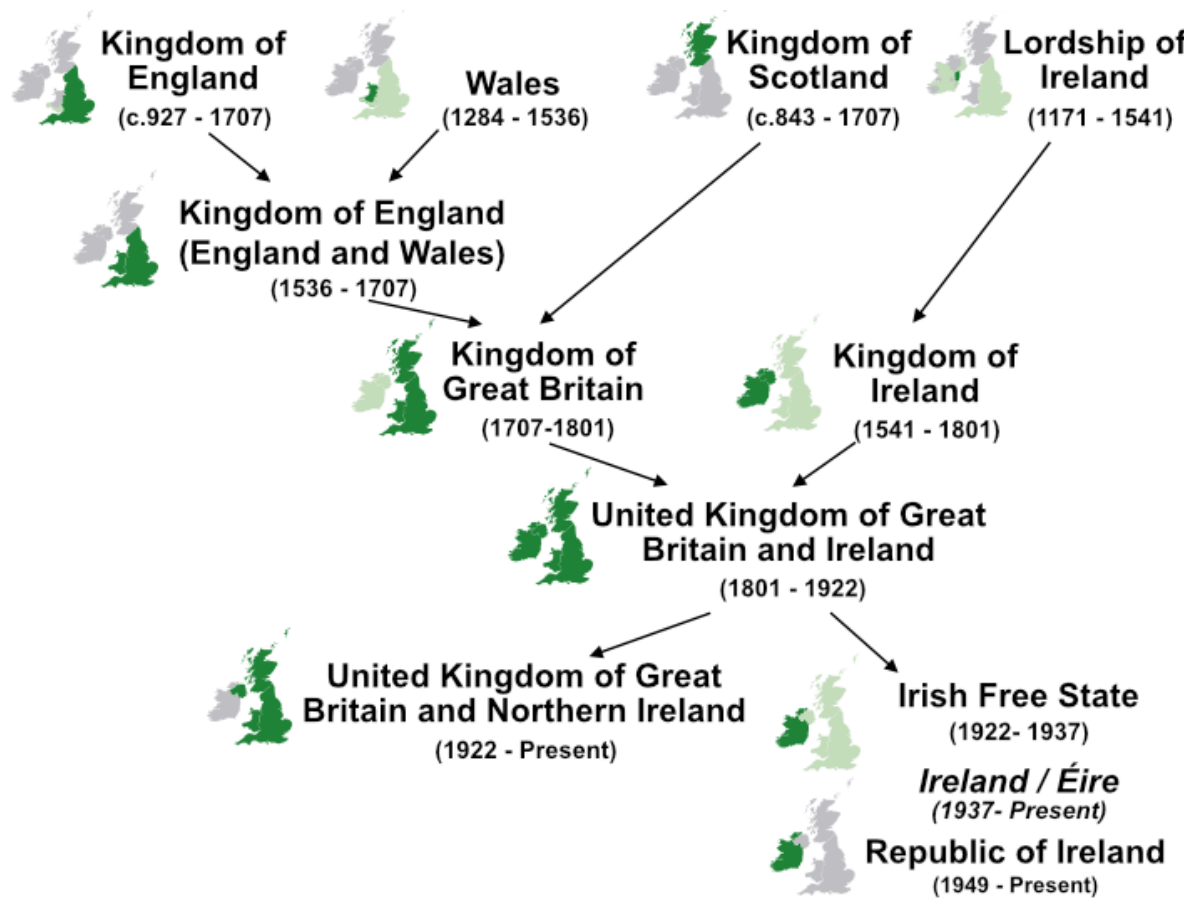 Kingdom of
England
(c.927 - 1707)
Wales
(1284 - 1536)
Kingdom of
Scotland
(c.843 - 1707)
Lordship of
Ireland
(1171 - 1541)
Kingdom of England
(England and Wales)
(1536 - 1707)
Kingdom of
Great Britain
(1707-1801)
Kingdom of
Ireland
(1541 - 1801)
United Kingdom of Great
Britain and Ireland
(1801 - 1922)
United Kingdom of Great
Britain and Northern Ireland
(1922 - Present)
Irish Free State
(1922- 1937)
Ireland / Éire
(1937- Present)
Republic of Ireland
(1949 - Present)